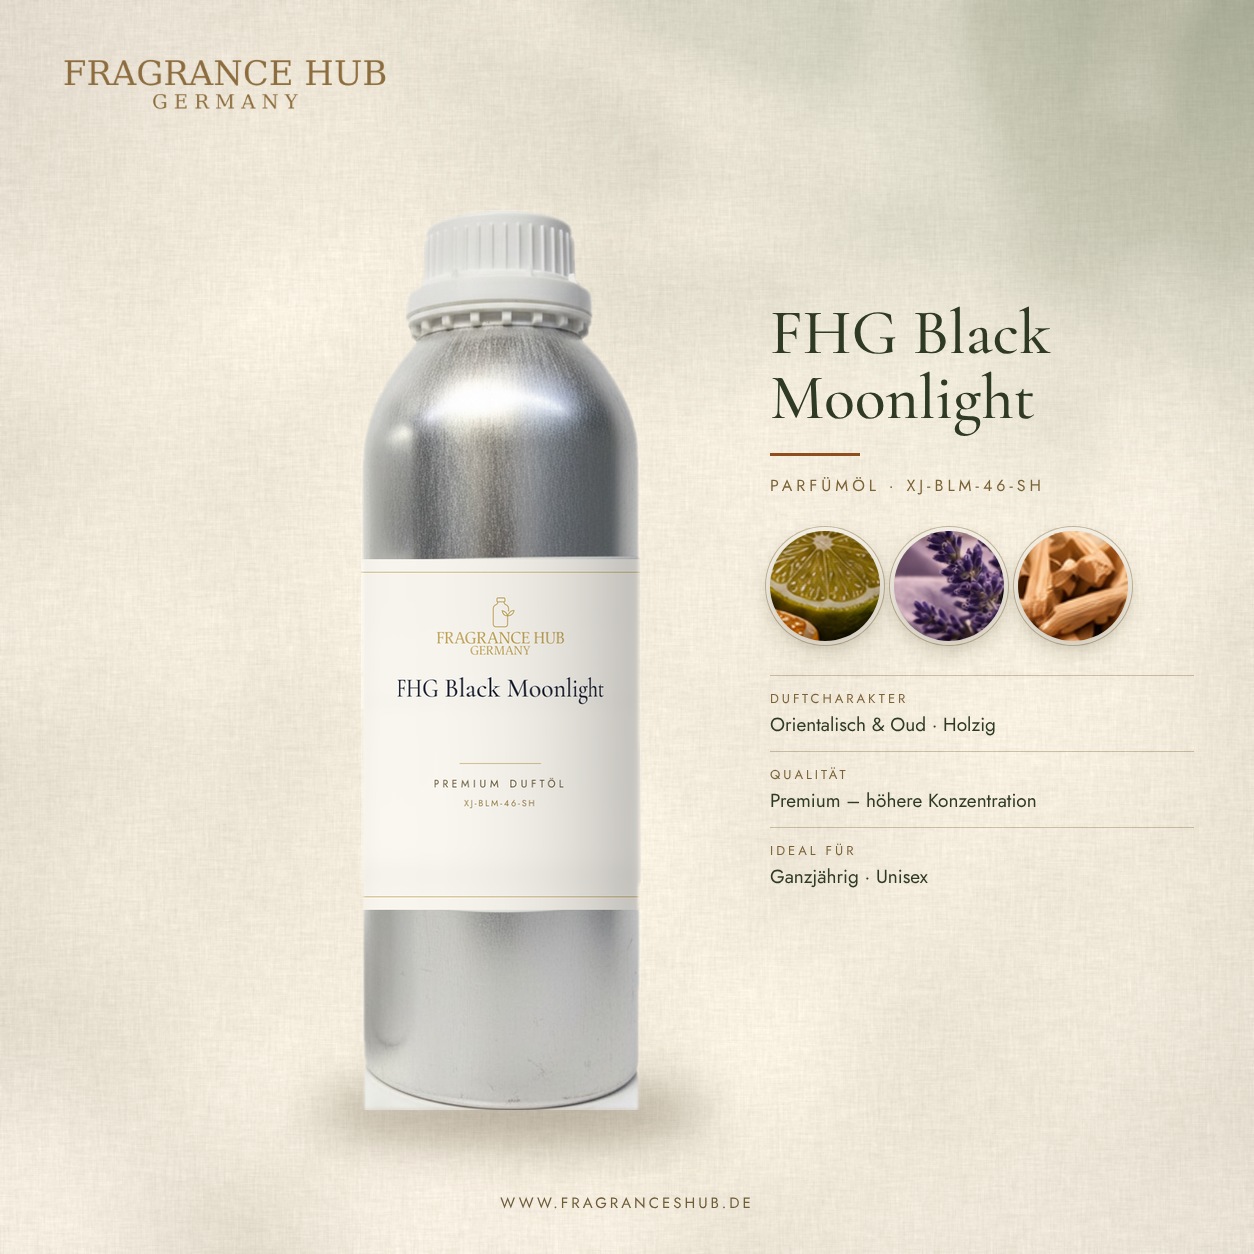 FRAGRANCE HUB
GERMANY
FHG Black
Moonlight
PARFÜMÖL · XJ-BLM-46-SH
FRAGRANCE HUB
GERMANY
FHG Black Moonlight
PREMIUM DUFTÖL
XJ-BLM-46-SH
DUFTCHARAKTER
Orientalisch & Oud · Holzig
QUALITÄT
Premium – höhere Konzentration
IDEAL FÜR
Ganzjährig · Unisex
WWW.FRAGRANCESHUB.DE